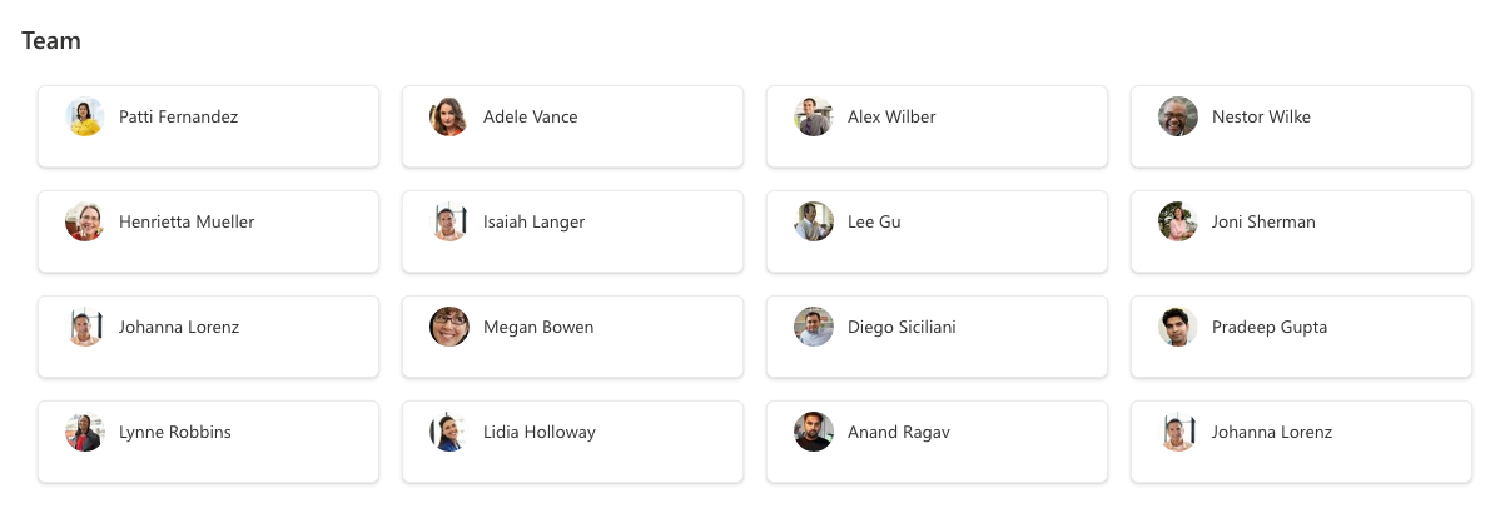 Team
Patti Fernandez
Adele Vance
Alex Wilber
Nestor Wilke
Henrietta Mueller
Isaiah Langer
Lee Gu
Joni Sherman
Johanna Lorenz
Megan Bowen
Diego Siciliani
Pradeep Gupta
Lynne Robbins
Lidia Holloway
Anand Ragav
Johanna Lorenz